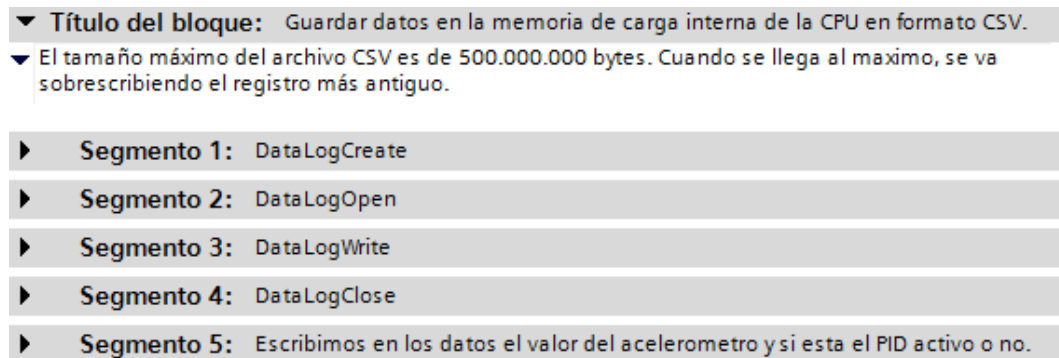 Título del bloque: Guardar datos en la memoria de carga interna de la CPU en formato CSV.
El tamaño máximo del archivo CSV es de 500.000.000 bytes. Cuando se llega al maximo, se va
sobrescribiendo el registro más antiguo.
Segmento 1: DataLogCreate
Segmento 2: DataLogOpen
Segmento 3: DataLogWrite
Segmento 4: DataLogClose
Segmento 5: Escribimos en los datos el valor del acelerometro y si esta el PID activo o no.